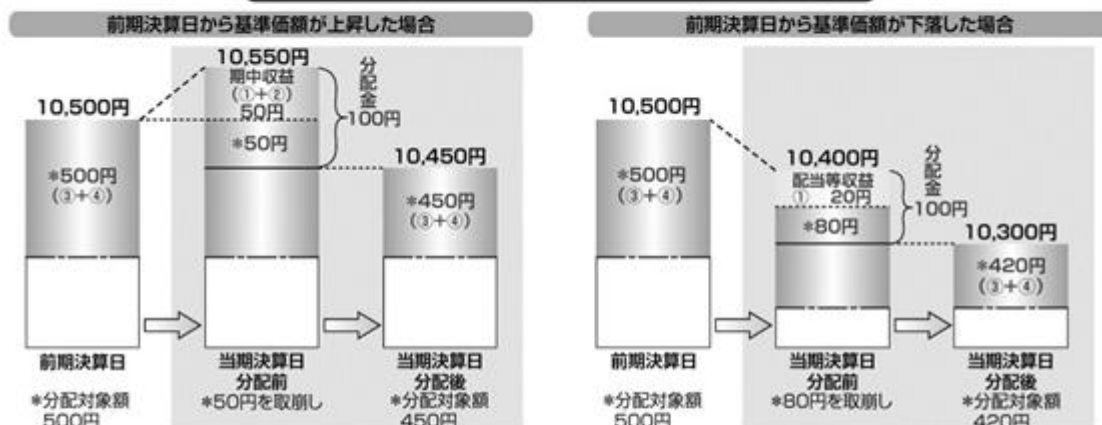 前期決算日から基準価額が上昇した場合
10,550円
期中収益
(①+②)
50円
*50円
分配金
100円
10,500円
*500円
(③+④)
10,450円
*450円
(③+④)
前期決算日
*分配対象額
500円
当期決算日
分配前
*50円を取崩し
当期決算日
分配後
*分配対象額
450円
前期決算日から基準価額が下落した場合
10,500円
*500円
(③+④)
10,400円
配当等収益
① 20円
*80円
分配金
100円
10,300円
*420円
(③+④)
前期決算日
*分配対象額
500円
当期決算日
分配前
*80円を取崩し
当期決算日
分配後
*分配対象額
420円